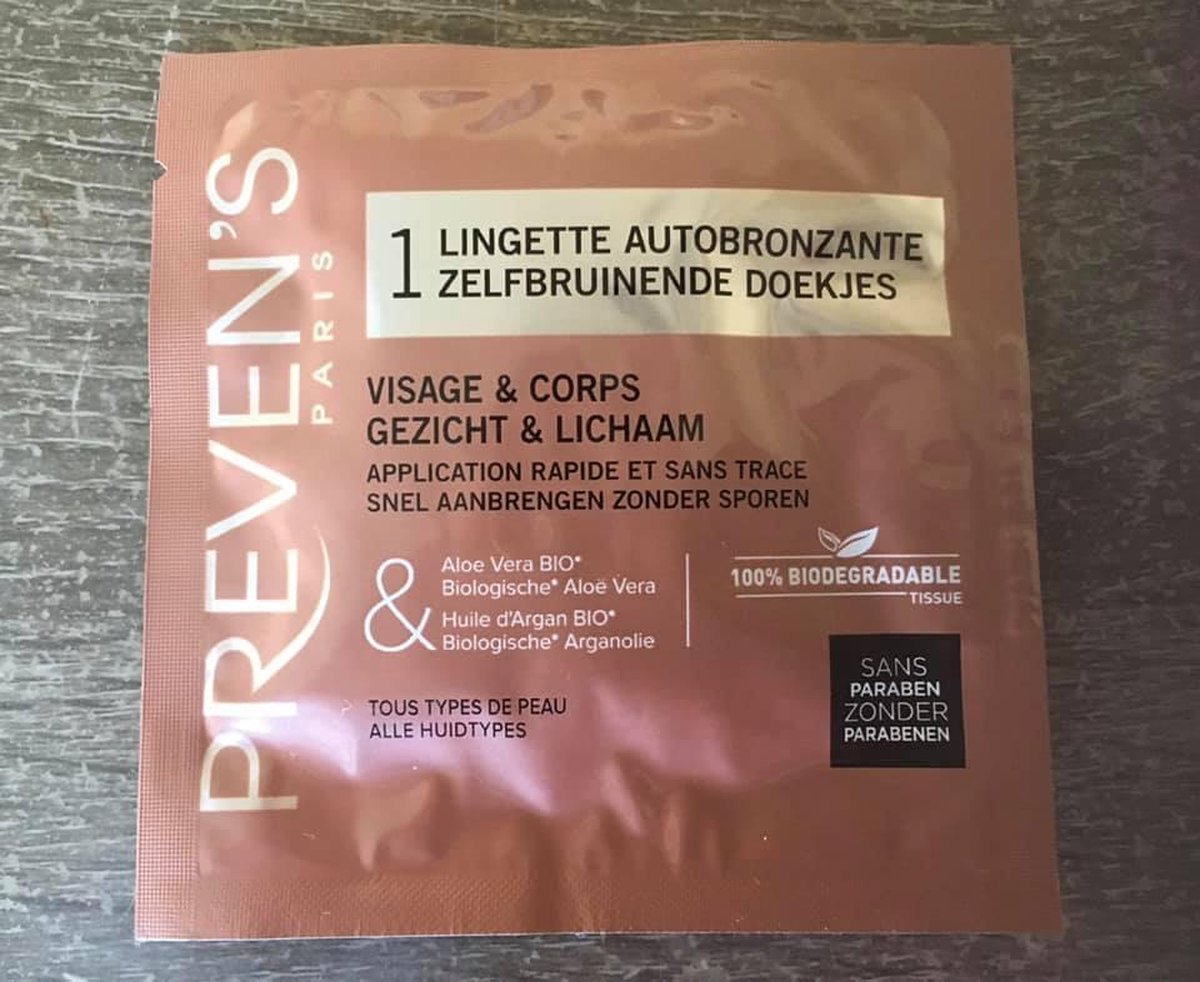 PREVEN'S
PARIS
1 LINGETTE AUTOBRONZANTE
ZELFBRUINENDE DOEKJES
VISAGE & CORPS
GEZICHT & LICHAAM
APPLICATION RAPIDE ET SANS TRACE
SNEL AANBRENGEN ZONDER SPOREN
&
Aloe Vera BIO*
Biologische* Aloë Vera
Huile d'Argan BIO*
Biologische* Arganolie
100% BIODEGRADABLE
TISSUE
TOUS TYPES DE PEAU
ALLE HUIDTYPES
SANS
PARABEN
ZONDER
PARABENEN